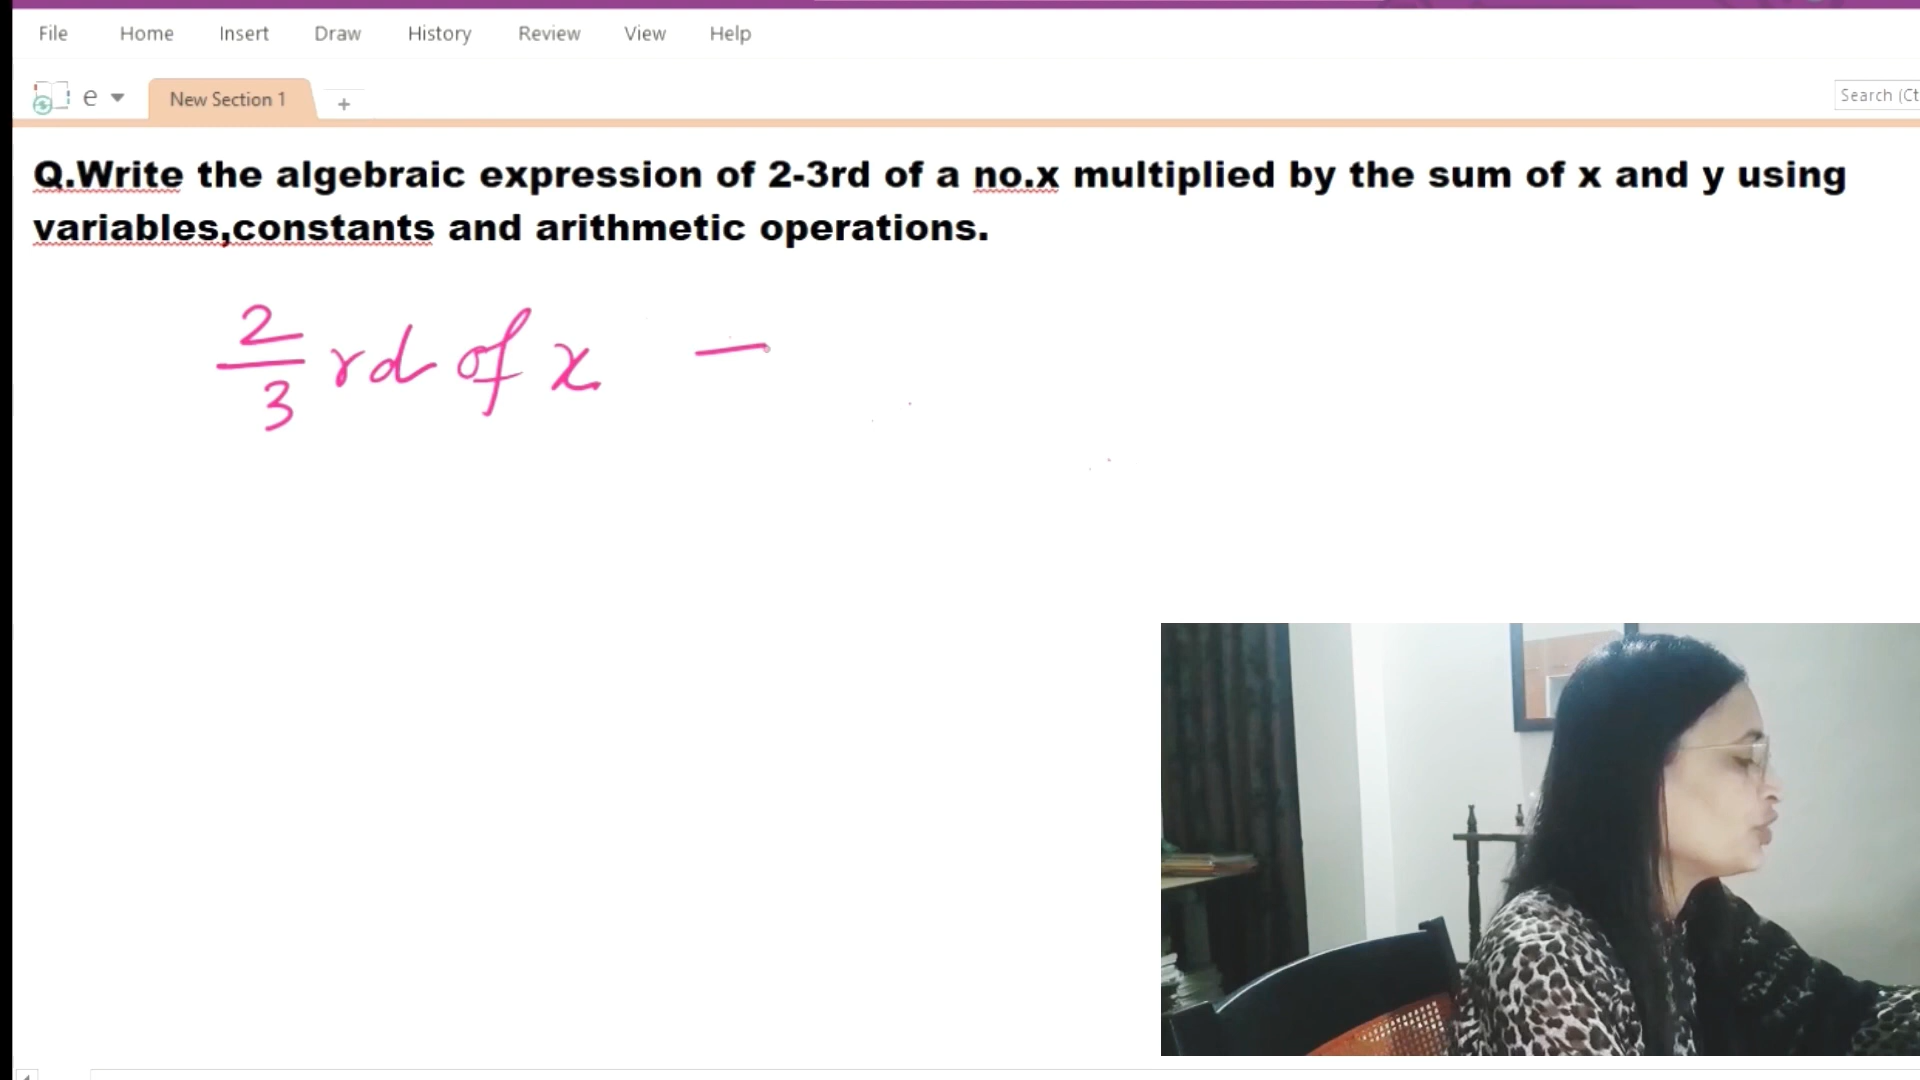 File Home Insert Draw History Review View Help
e New Section 1 + Search (Ct
Q.Write the algebraic expression of 2-3rd of a no.x multiplied by the sum of x and y using
variables,constants and arithmetic operations.
2/3 rd of x —